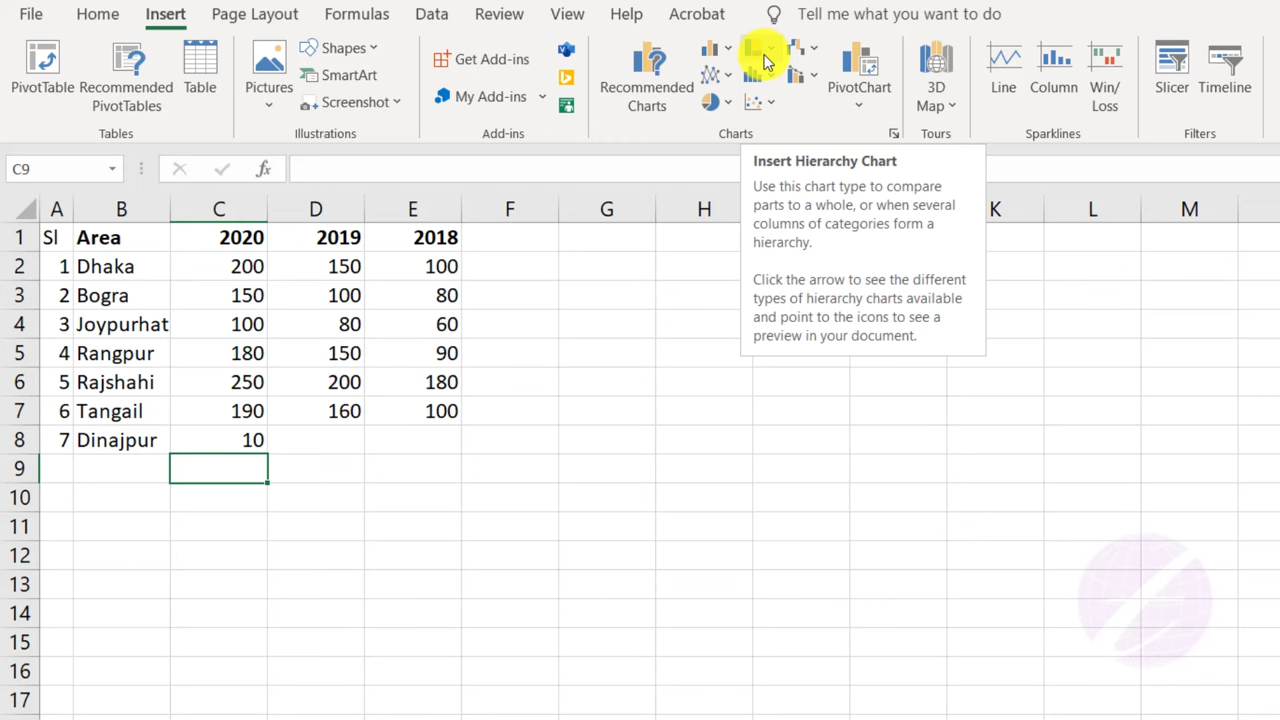 File Insert Home Page Layout Formulas Data Review View Help Acrobat Tell me what you want to do
PivotTable
Recommended
PivotTables
Table
Tables
Pictures
Shapes
SmartArt
Screenshot
Illustrations
Get Add-ins
My Add-ins
Add-ins
Recommended
Charts
PivotChart
Charts
3D
Map
Tours
Line
Column
Win/
Loss
Sparklines
Slicer
Timeline
Filters
C9
fx
Insert Hierarchy Chart
Use this chart type to compare
parts to a whole, or when several
columns of categories form a
hierarchy.
Click the arrow to see the different
types of hierarchy charts available
and point to the icons to see a
preview in your document.
A B C D E F G H K L M
1 Sl Area 2020 2019 2018
2 1 Dhaka 200 150 100
3 2 Bogra 150 100 80
4 3 Joypurhat 100 80 60
5 4 Rangpur 180 150 90
6 5 Rajshahi 250 200 180
7 6 Tangail 190 160 100
8 7 Dinajpur 10
9
10
11
12
13
14
15
16
17